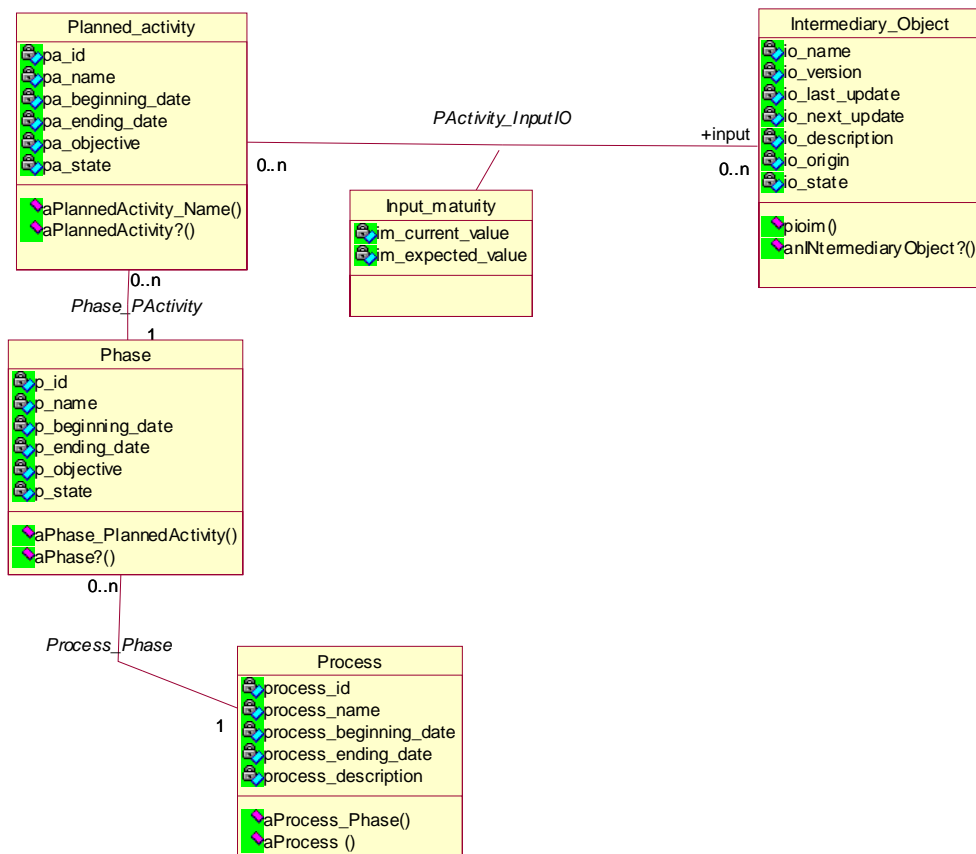 Planned_activity
pa_id
pa_name
pa_beginning_date
pa_ending_date
pa_objective
pa_state
aPlannedActivity_Name()
aPlannedActivity?()
0..n
PActivity_InputIO
+input
0..n
Intermediary_Object
io_name
io_version
io_last_update
io_next_update
io_description
io_origin
io_state
pioim()
anINtermediaryObject?()
Input_maturity
im_current_value
im_expected_value
0..n
Phase_PActivity
1
Phase
p_id
p_name
p_beginning_date
p_ending_date
p_objective
p_state
aPhase_PlannedActivity()
aPhase?()
0..n
Process_Phase
1
Process
process_id
process_name
process_beginning_date
process_ending_date
process_description
aProcess_Phase()
aProcess ()